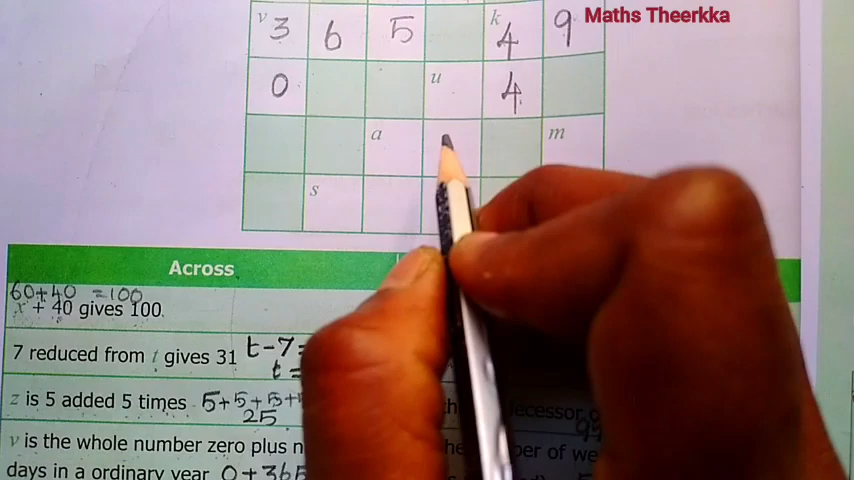 Maths Theerkka
v 3 6 5 k 4 9
0 u 4
a m
s
Across
60+40 =100
x + 40 gives 100.
7 reduced from t gives 31 t-7=
t=
z is 5 added 5 times 5+5+5+
25
v is the whole number zero plus
days in a ordinary year 0+365